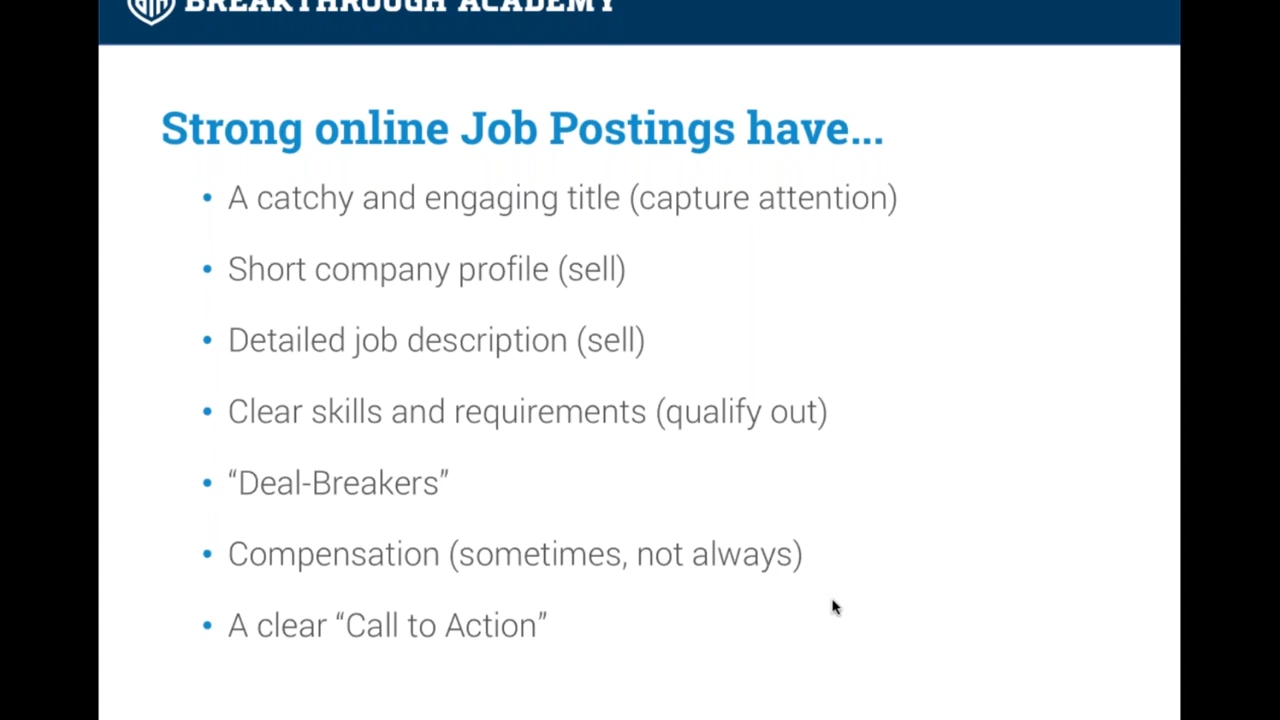 BREAKTHROUGH ACADEMY
Strong online Job Postings have...
• A catchy and engaging title (capture attention)
• Short company profile (sell)
• Detailed job description (sell)
• Clear skills and requirements (qualify out)
• “Deal-Breakers”
• Compensation (sometimes, not always)
• A clear “Call to Action”